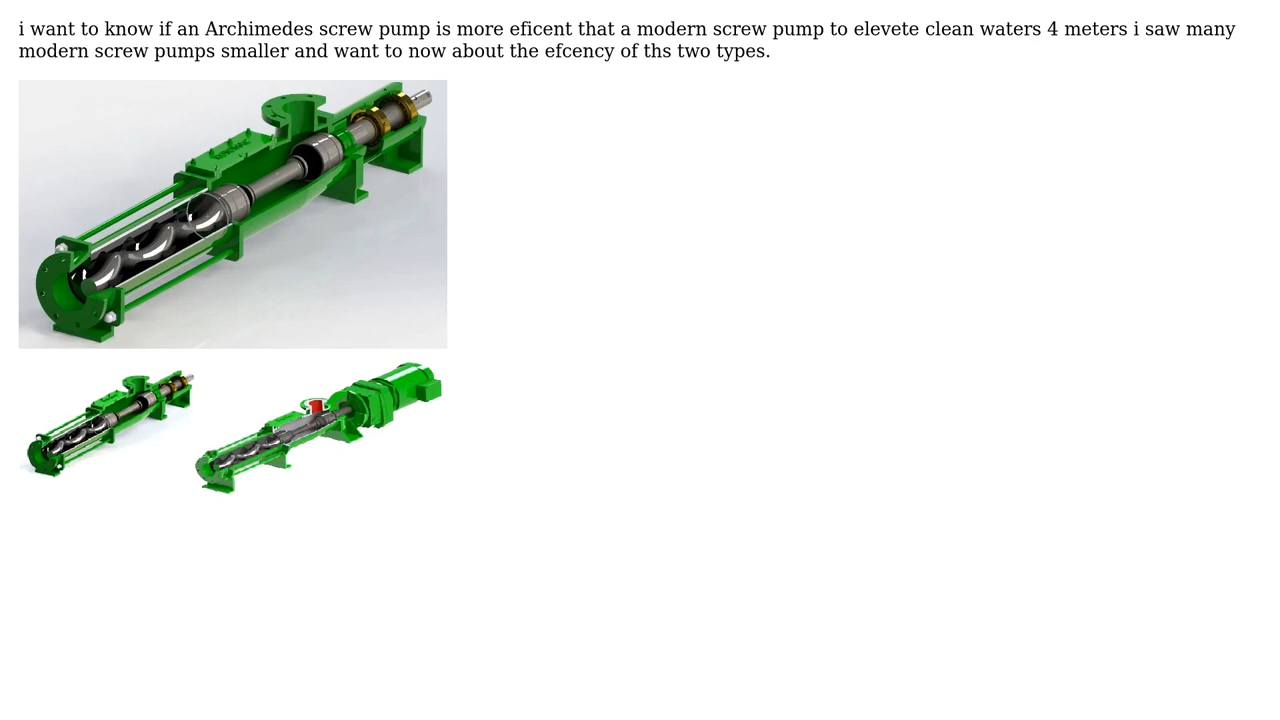 i want to know if an Archimedes screw pump is more eficent that a modern screw pump to elevete clean waters 4 meters i saw many
modern screw pumps smaller and want to now about the efcency of ths two types.